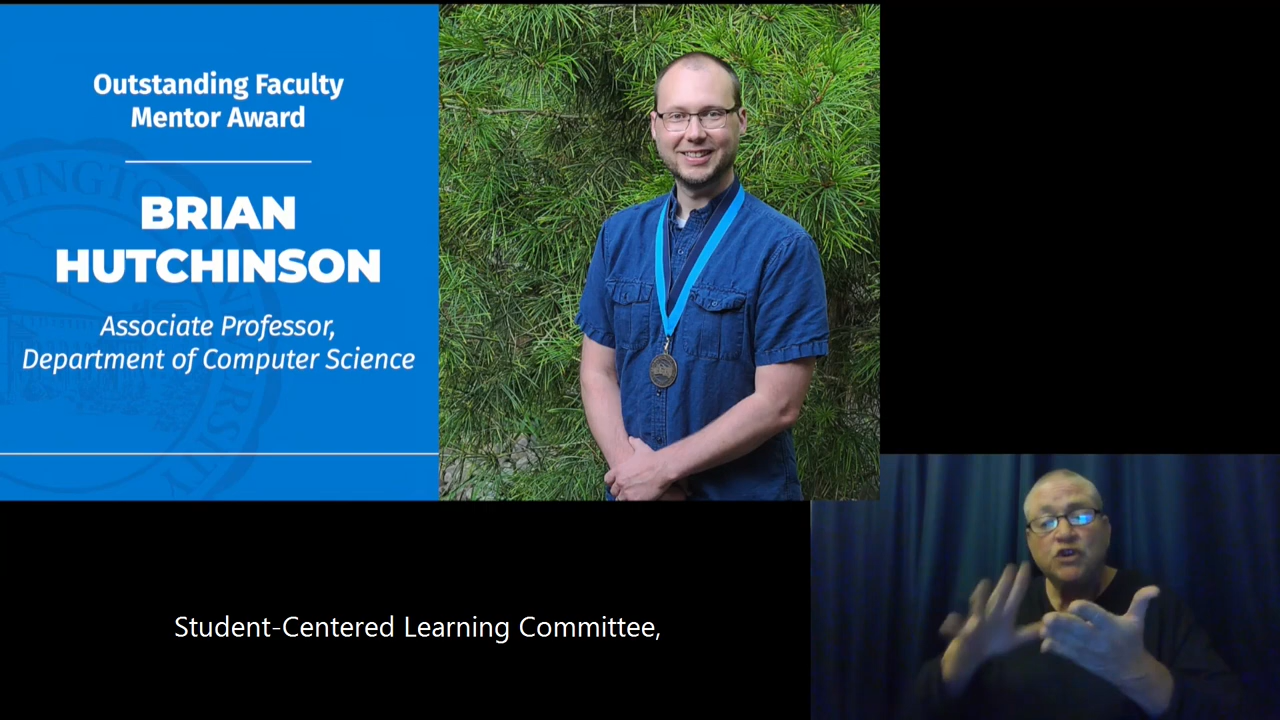 Outstanding Faculty
Mentor Award
BRIAN
HUTCHINSON
Associate Professor,
Department of Computer Science
Student-Centered Learning Committee,